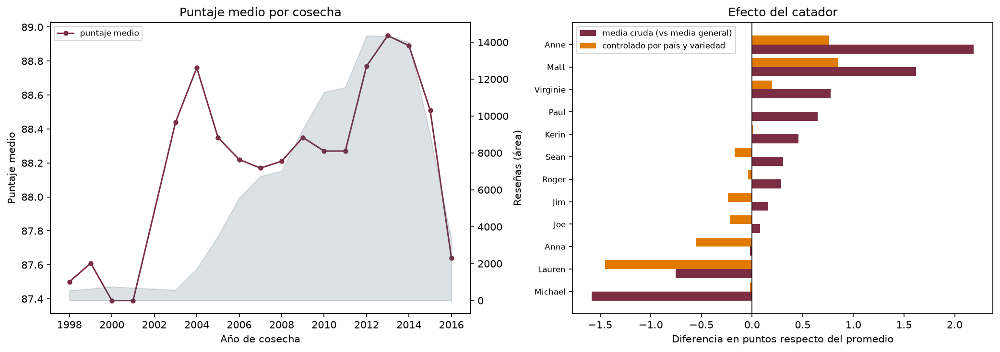 Puntaje medio por cosecha
puntaje medio
Puntaje medio
89.0
88.8
88.6
88.4
88.2
88.0
87.8
87.6
87.4
14000
12000
10000
8000
6000
4000
2000
0
Reseñas (área)
1998 2000 2002 2004 2006 2008 2010 2012 2014 2016
Año de cosecha
Efecto del catador
media cruda (vs media general)
controlado por país y variedad
Anne
Matt
Virginie
Paul
Kerin
Sean
Roger
Jim
Joe
Anna
Lauren
Michael
−1.5 −1.0 −0.5 0.0 0.5 1.0 1.5 2.0
Diferencia en puntos respecto del promedio